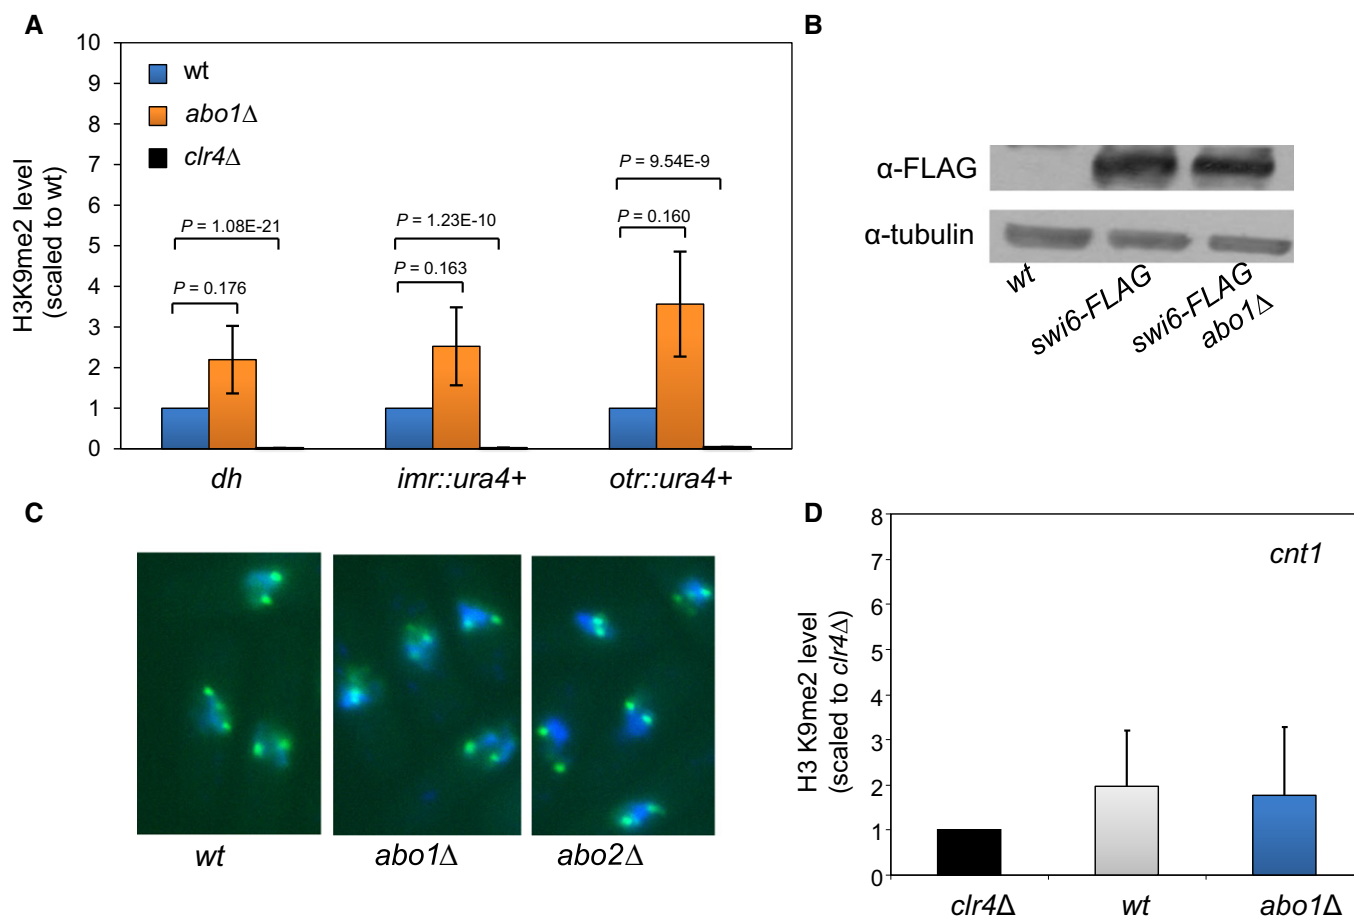 A
H3K9me2 level
(scaled to wt)
10
9
8
7
6
5
4
3
2
1
0
wt
abo1Δ
clr4Δ
P = 1.08E-21
P = 0.176
P = 1.23E-10
P = 0.163
P = 9.54E-9
P = 0.160
dh
imr::ura4+
otr::ura4+
B
α-FLAG
α-tubulin
wt
swi6-FLAG
swi6-FLAG
abo1Δ
C
wt
abo1Δ
abo2Δ
D
H3 K9me2 level
(scaled to clr4Δ)
8
7
6
5
4
3
2
1
0
cnt1
clr4Δ
wt
abo1Δ